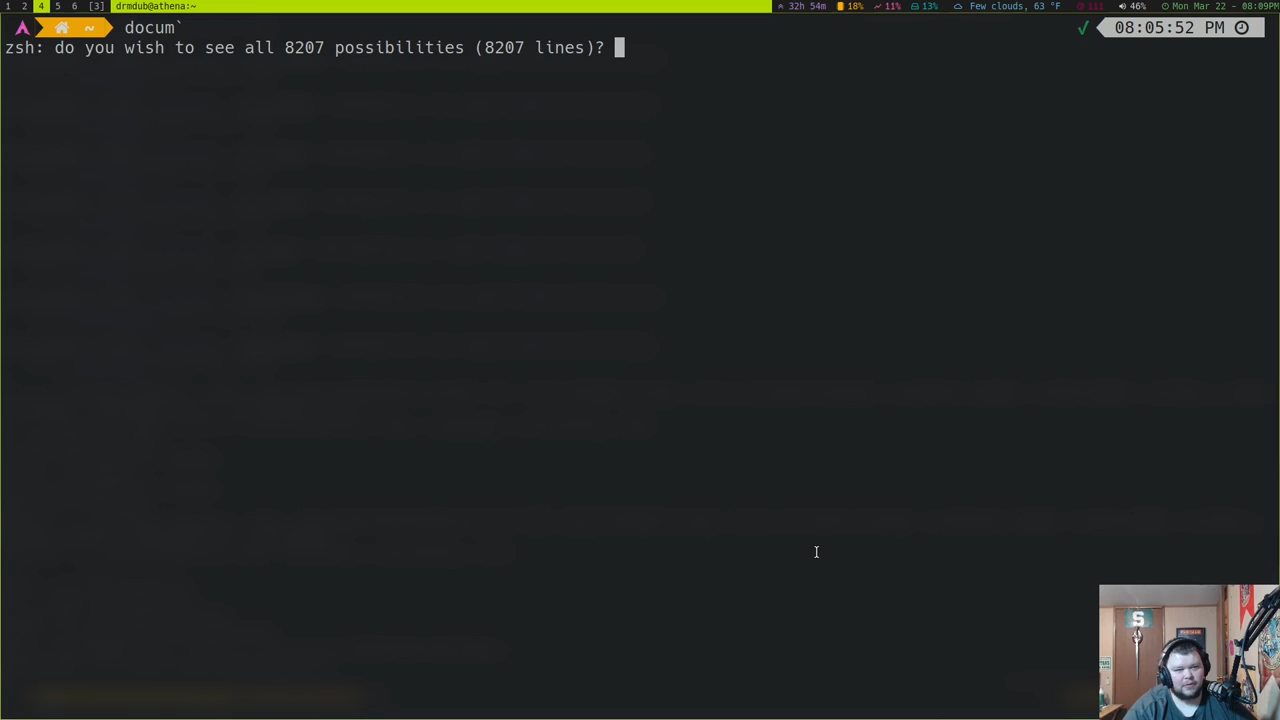 1 2 4 5 6 [3] drmdub@athena:~ 32h 54m 18% 11% 13% Few clouds, 63 °F 111 46% Mon Mar 22 - 08:09PM
~ docum` ✓ 08:05:52 PM
zsh: do you wish to see all 8207 possibilities (8207 lines)?
S